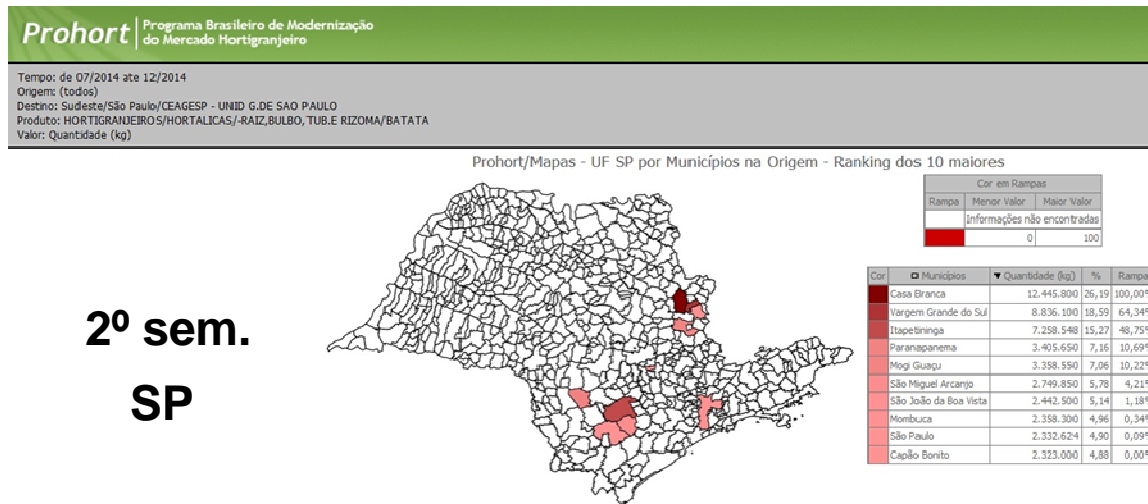 Prohort Programa Brasileiro de Modernização
do Mercado Hortigranjeiro
Tempo: de 07/2014 ate 12/2014
Origem: (todos)
Destino: Sudeste/São Paulo/CEAGESP - UNID G.DE SAO PAULO
Produto: HORTIGRANJEIROS/HORTALICAS/-RAIZ,BULBO,TUB.E RIZOMA/BATATA
Valor: Quantidade (kg)
Prohort/Mapas - UF SP por Municípios na Origem - Ranking dos 10 maiores
Cor em Rampas
Rampa Menor Valor Maior Valor
Informações não encontradas
0 100
2º sem.
SP
Cor Municípios Quantidade (kg) % Rampa
Casa Branca 12.445.800 26,19 100,00%
Vargem Grande do Sul 8.836.100 18,59 64,34%
Itapetininga 7.258.548 15,27 48,75%
Paranapanema 3.405.650 7,16 10,69%
Mogi Guaçu 3.358.550 7,06 10,22%
São Miguel Arcanjo 2.749.850 5,78 4,21%
São João da Boa Vista 2.442.500 5,14 1,18%
Mombuca 2.358.300 4,96 0,34%
São Paulo 2.332.624 4,90 0,09%
Capão Bonito 2.323.000 4,88 0,00%